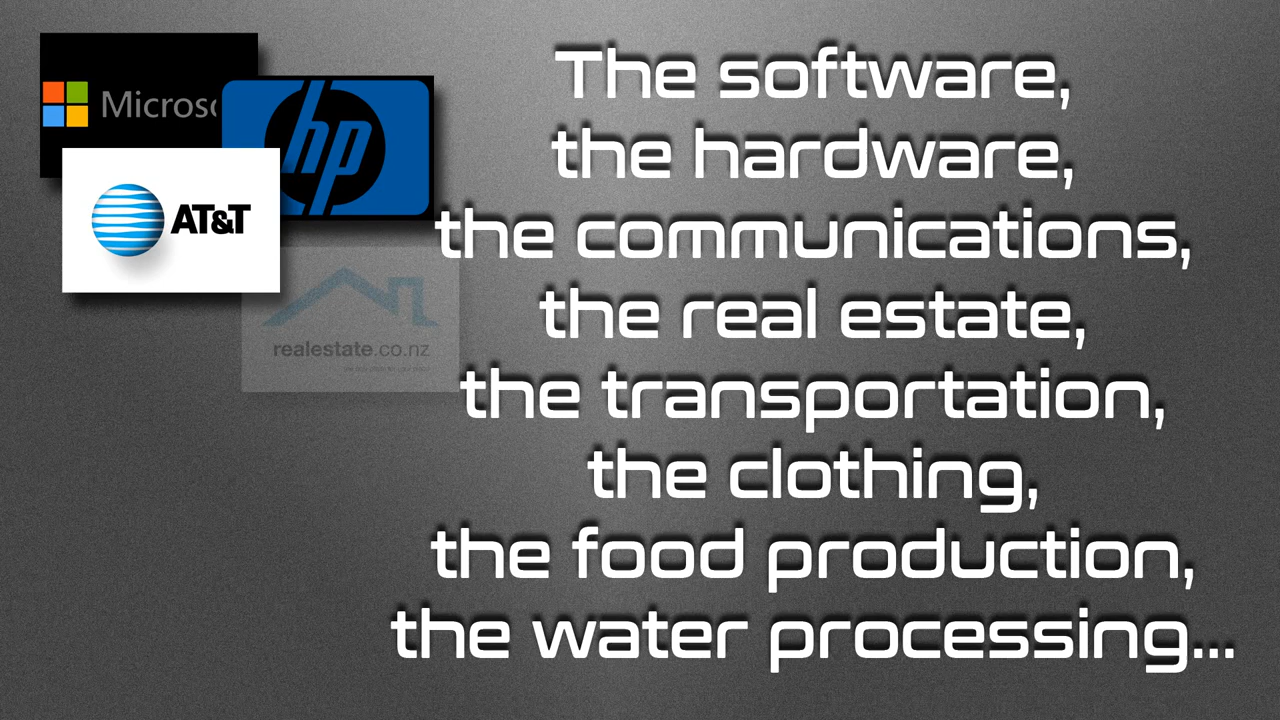 Microso
hp
AT&T
realestate.co.nz
The software,
the hardware,
the communications,
the real estate,
the transportation,
the clothing,
the food production,
the water processing...